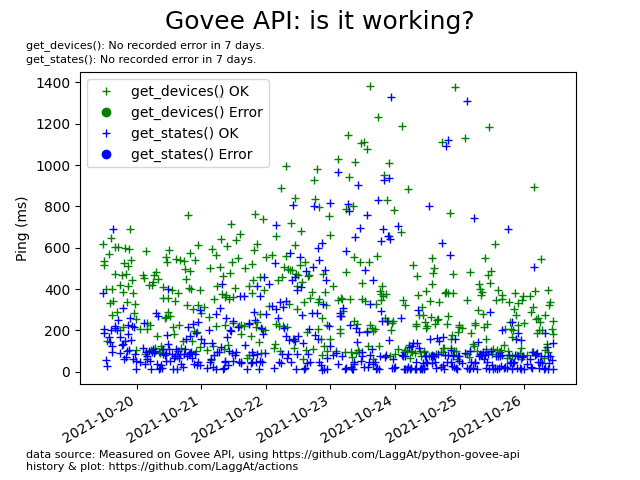 Govee API: is it working?
get_devices(): No recorded error in 7 days.
get_states(): No recorded error in 7 days.
get_devices() OK
get_devices() Error
get_states() OK
get_states() Error
Ping (ms)
1400
1200
1000
800
600
400
200
0
2021-10-20
2021-10-21
2021-10-22
2021-10-23
2021-10-24
2021-10-25
2021-10-26
data source: Measured on Govee API, using https://github.com/LaggAt/python-govee-api
history & plot: https://github.com/LaggAt/actions